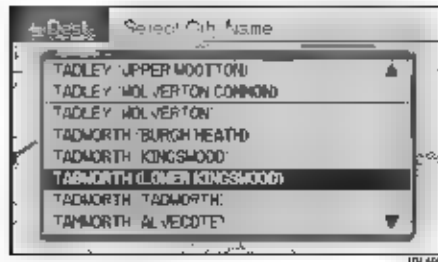 Dest. Select City Name
TADLEY (UPPER WOOTTON)
TADLEY (WOLVERTON COMMON)
TADLEY (WOLVERTON)
TADWORTH (BURGH HEATH)
TADWORTH (KINGSWOOD)
TADWORTH (LOWER KINGSWOOD)
TADWORTH (TADWORTH)
TAMWORTH (ALVECOTE)